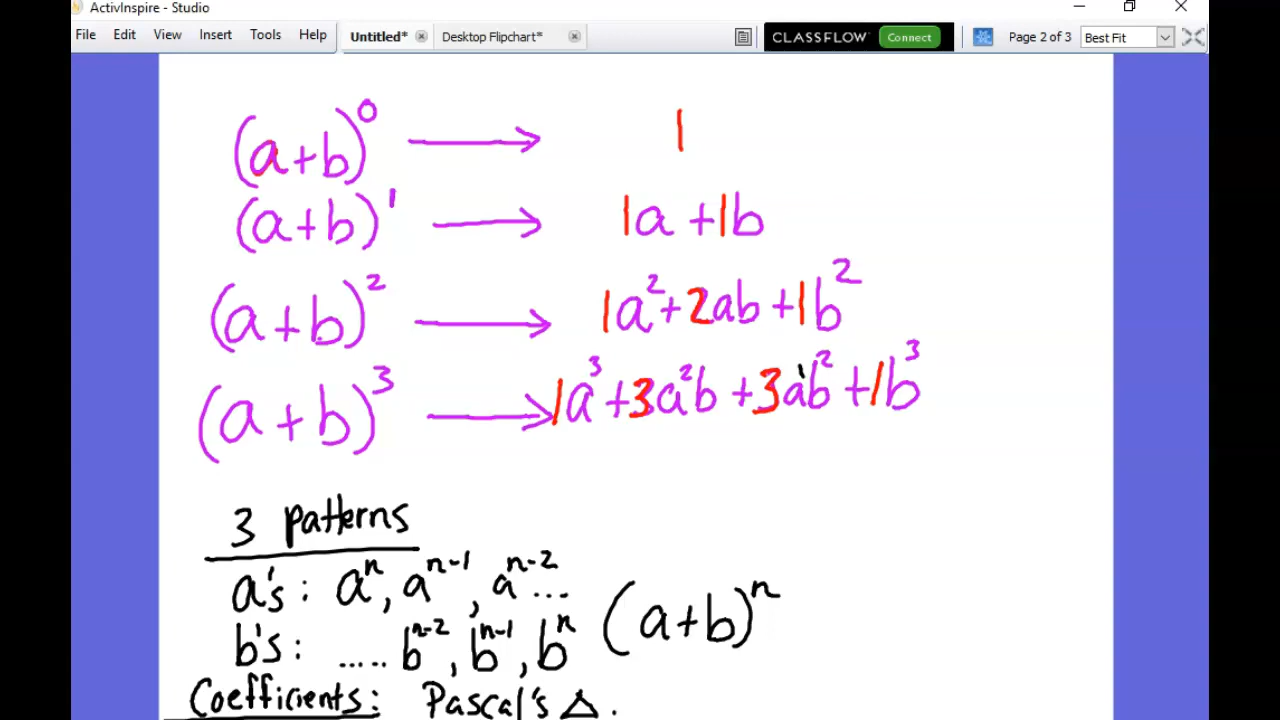 ActivInspire - Studio
File Edit View Insert Tools Help Untitled* Desktop Flipchart* CLASSFLOW Connect Page 2 of 3 Best Fit
(a+b)⁰ → 1
(a+b)¹ → 1a +1b
(a+b)² → 1a²+2ab+1b²
(a+b)³ → 1a³+3a²b+3a¹b²+1b³
3 patterns
a's: aⁿ, aⁿ⁻¹, aⁿ⁻² ...
b's: ..... bⁿ⁻², bⁿ⁻¹, bⁿ (a+b)ⁿ
Coefficients: Pascal's △.